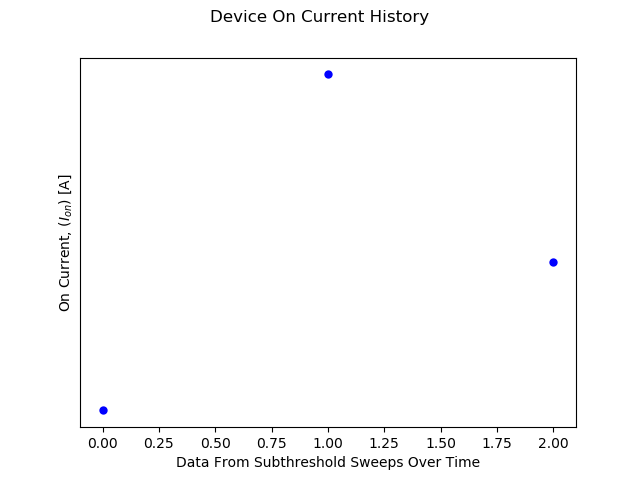 Device On Current History
On Current, (I_on) [A]
0.00 0.25 0.50 0.75 1.00 1.25 1.50 1.75 2.00
Data From Subthreshold Sweeps Over Time